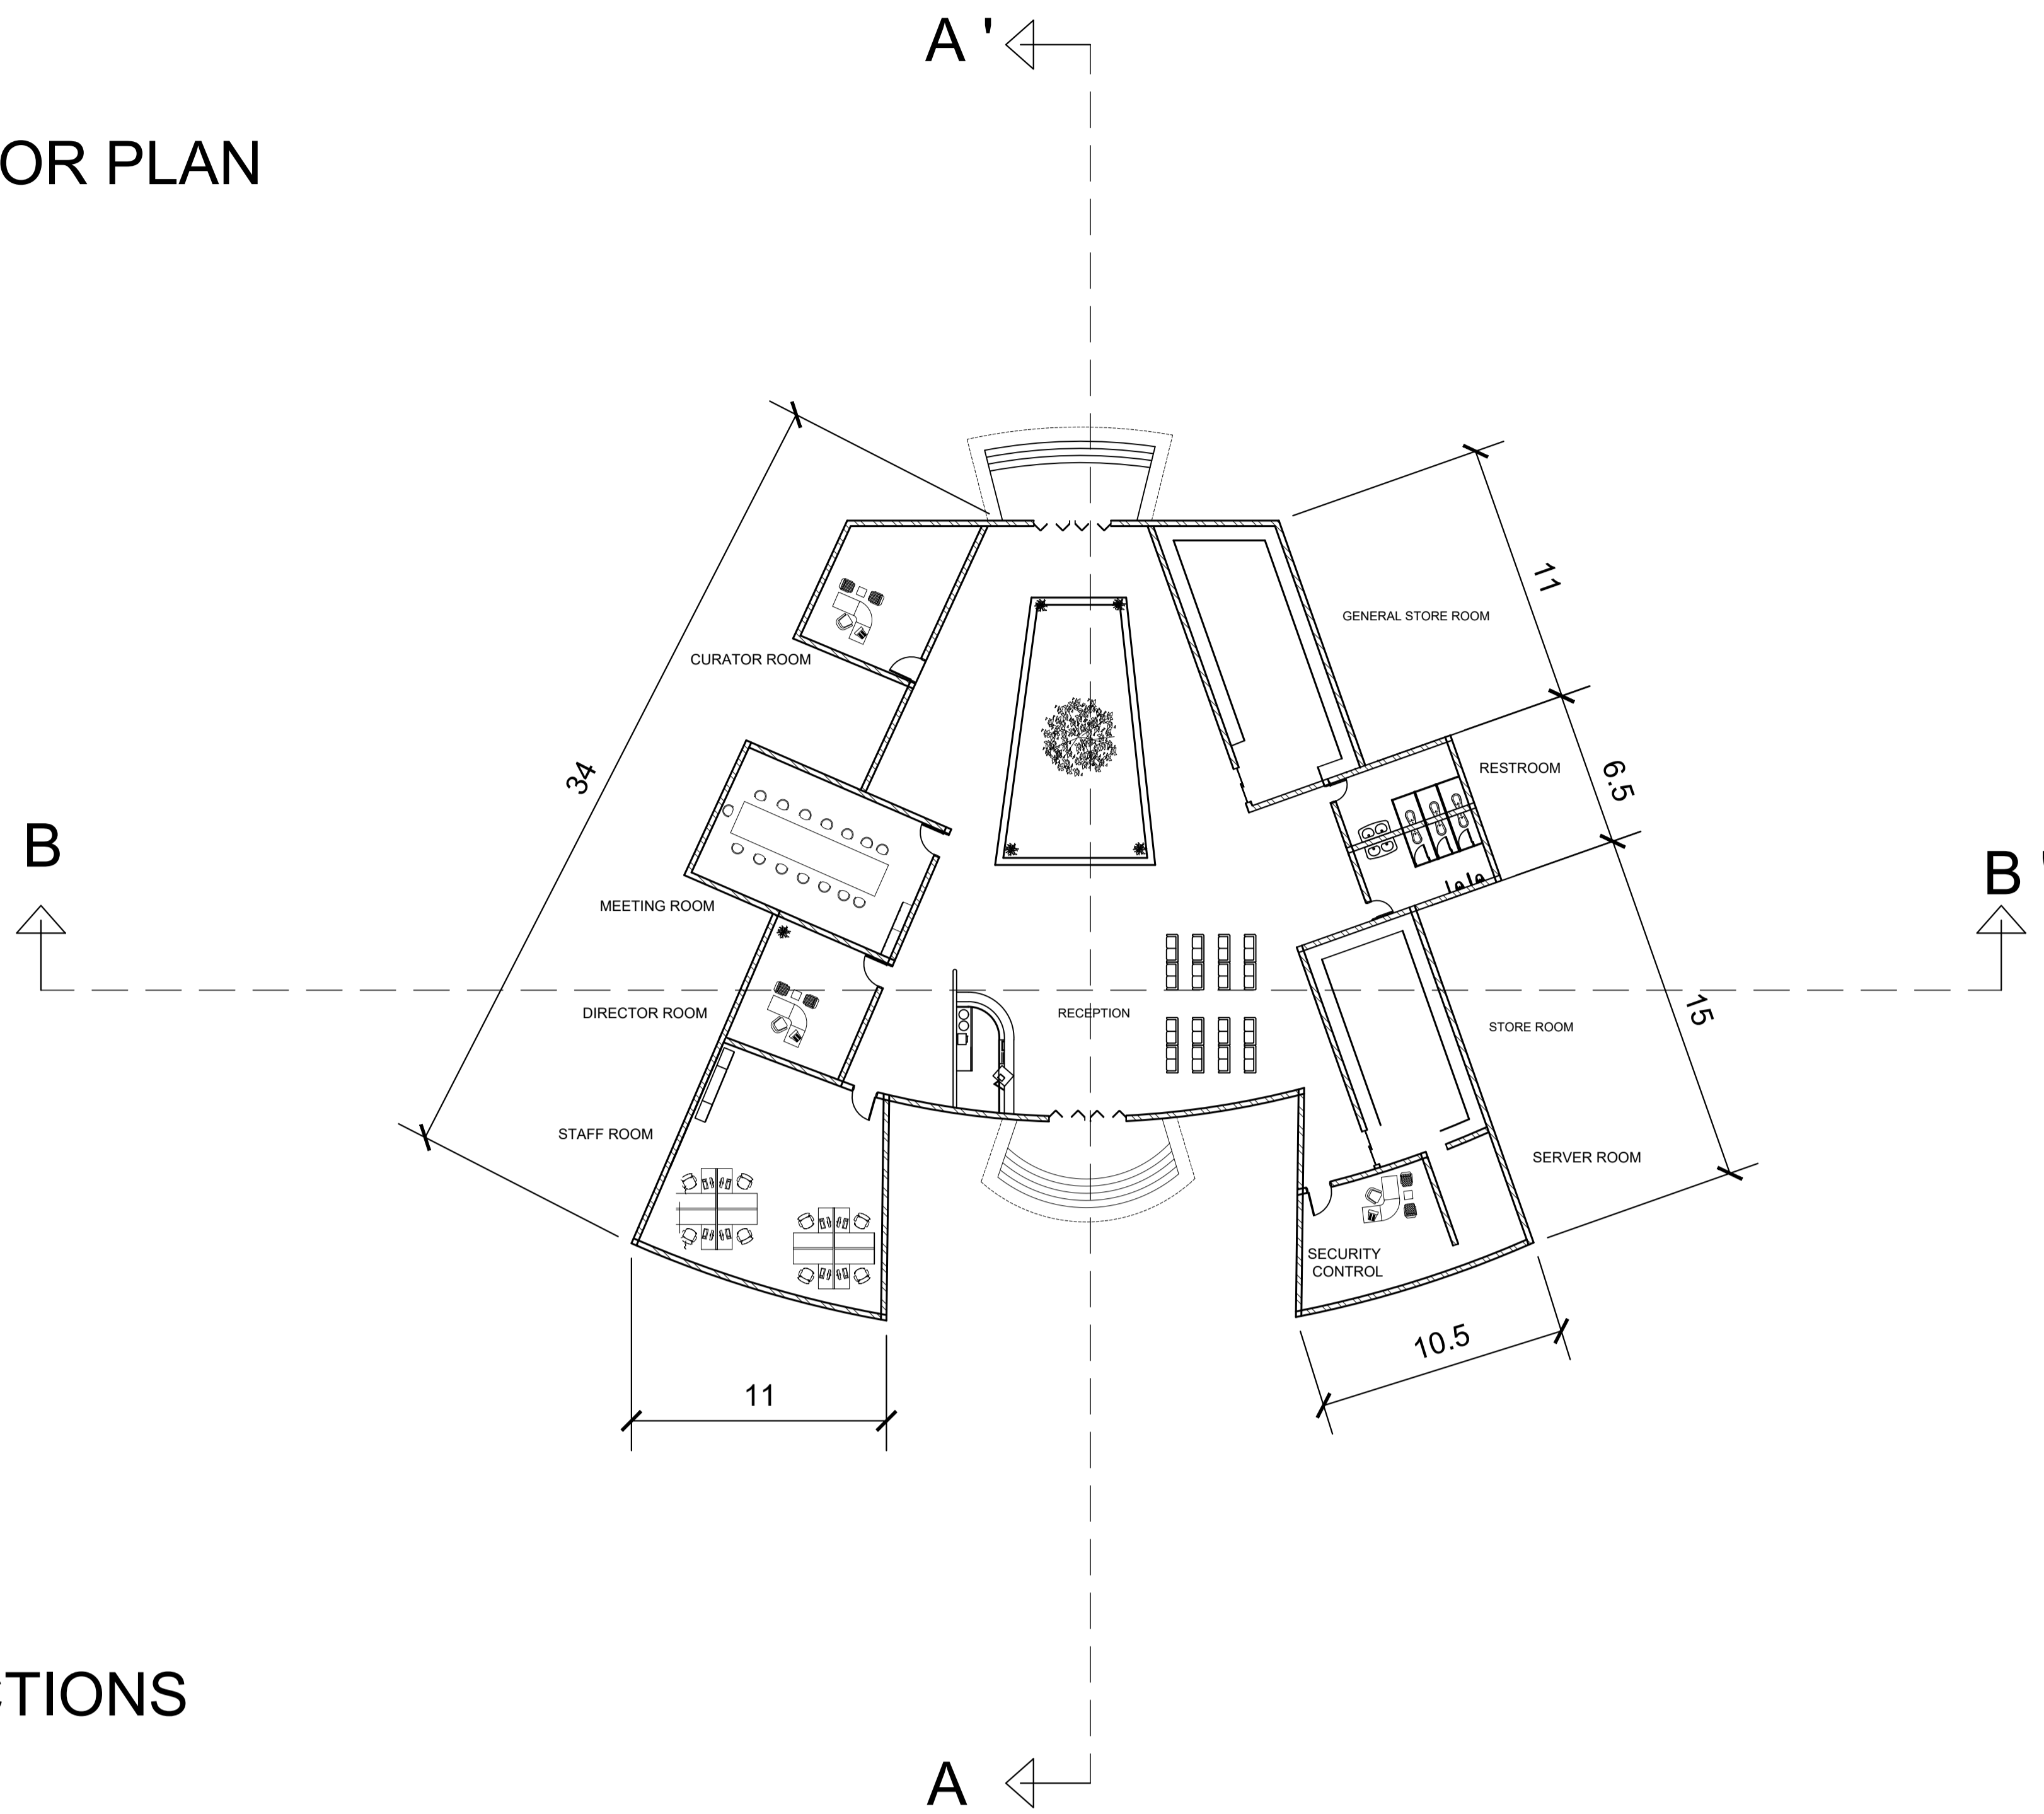 A '
OR PLAN
11
GENERAL STORE ROOM
CURATOR ROOM
34
RESTROOM
6.5
B
B '
MEETING ROOM
DIRECTOR ROOM
RECEPTION
15
STORE ROOM
STAFF ROOM
SERVER ROOM
SECURITY
CONTROL
10.5
11
CTIONS
A